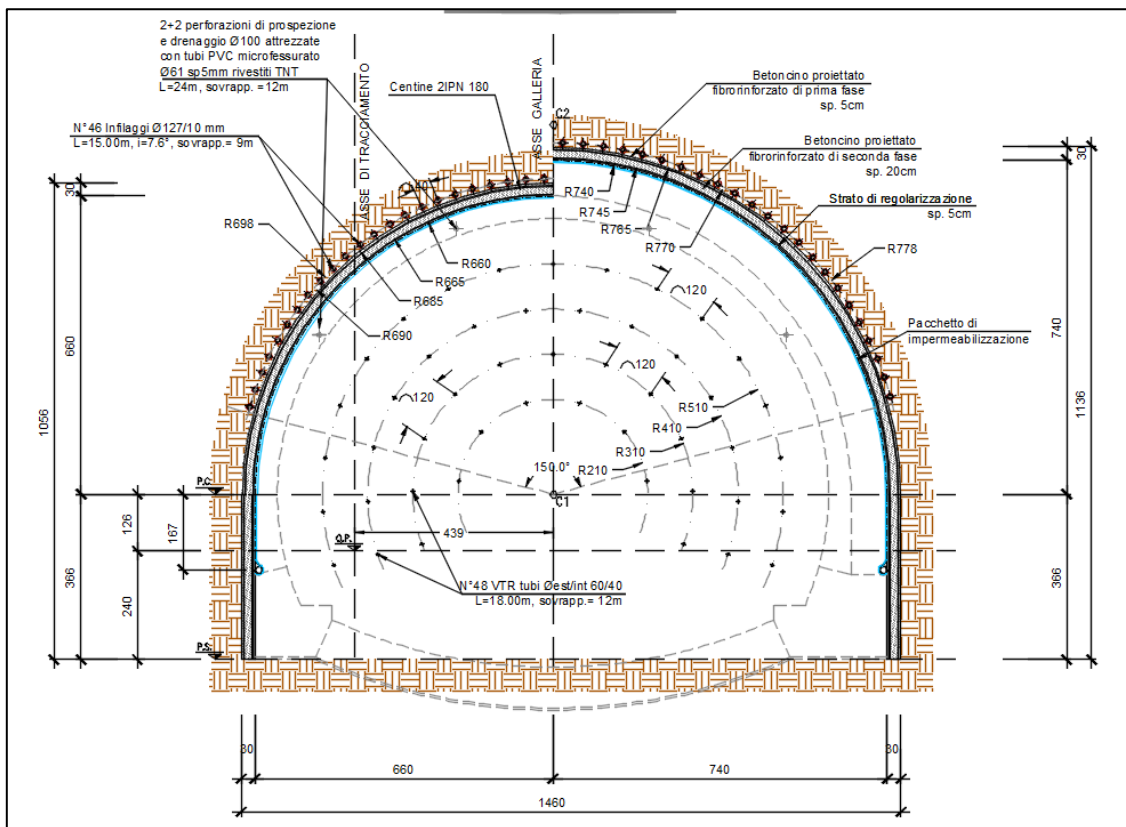 2+2 perforazioni di prospezione
e drenaggio Ø100 attrezzate
con tubi PVC microfessurato
Ø61 sp5mm rivestiti TNT
L=24m, sovrapp. =12m
N°46 Infilaggi Ø127/10 mm
L=15.00m, i=7.6°, sovrapp.= 9m
ASSE DI TRACCIAMENTO
Centine 2IPN 180
ASSE GALLERIA
C2
Betoncino proiettato
fibrorinforzato di prima fase
sp. 5cm
Betoncino proiettato
fibrorinforzato di seconda fase
sp. 20cm
Strato di regolarizzazione
sp. 5cm
Pacchetto di
impermeabilizzazione
R698
R660
R665
R685
R690
R740
R745
R765
R770
R778
120
120
120
R510
R410
R310
R210
150.0°
C1
P.C.
439
N°48 VTR tubi Øest/int 60/40
L=18.00m, sovrapp.= 12m
30
660
1056
366
126
167
240
30
740
1136
366
30
660
740
30
1460